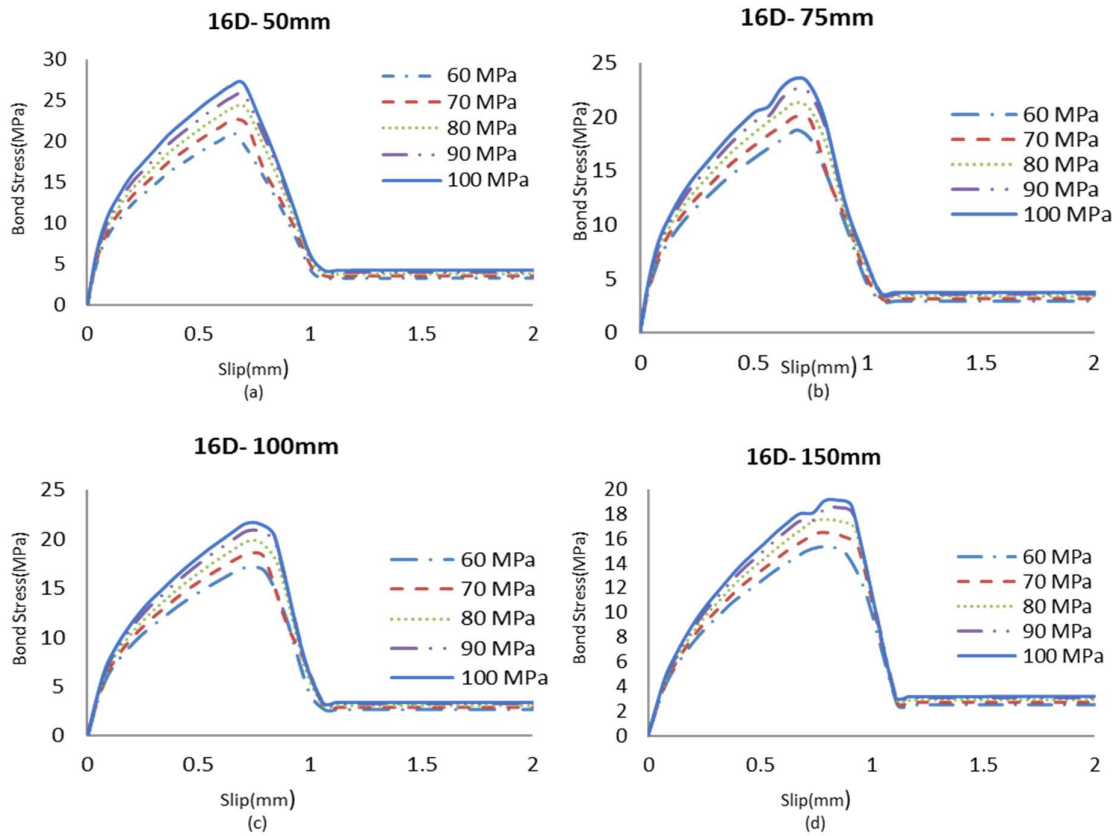 16D- 50mm
30
25
20
15
10
5
0
Bond Stress(MPa)
60 MPa
70 MPa
80 MPa
90 MPa
100 MPa
0 0.5 1 1.5 2
Slip(mm)
(a)
16D- 75mm
25
20
15
10
5
0
Bond Stress(MPa)
60 MPa
70 MPa
80 MPa
90 MPa
100 MPa
0 0.5 1 1.5 2
Slip(mm)
(b)
16D- 100mm
25
20
15
10
5
0
Bond Stress(MPa)
60 MPa
70 MPa
80 MPa
90 MPa
100 MPa
0 0.5 1 1.5 2
Slip(mm)
(c)
16D- 150mm
20
18
16
14
12
10
8
6
4
2
0
Bond Stress(MPa)
60 MPa
70 MPa
80 MPa
90 MPa
100 MPa
0 0.5 1 1.5 2
Slip(mm)
(d)